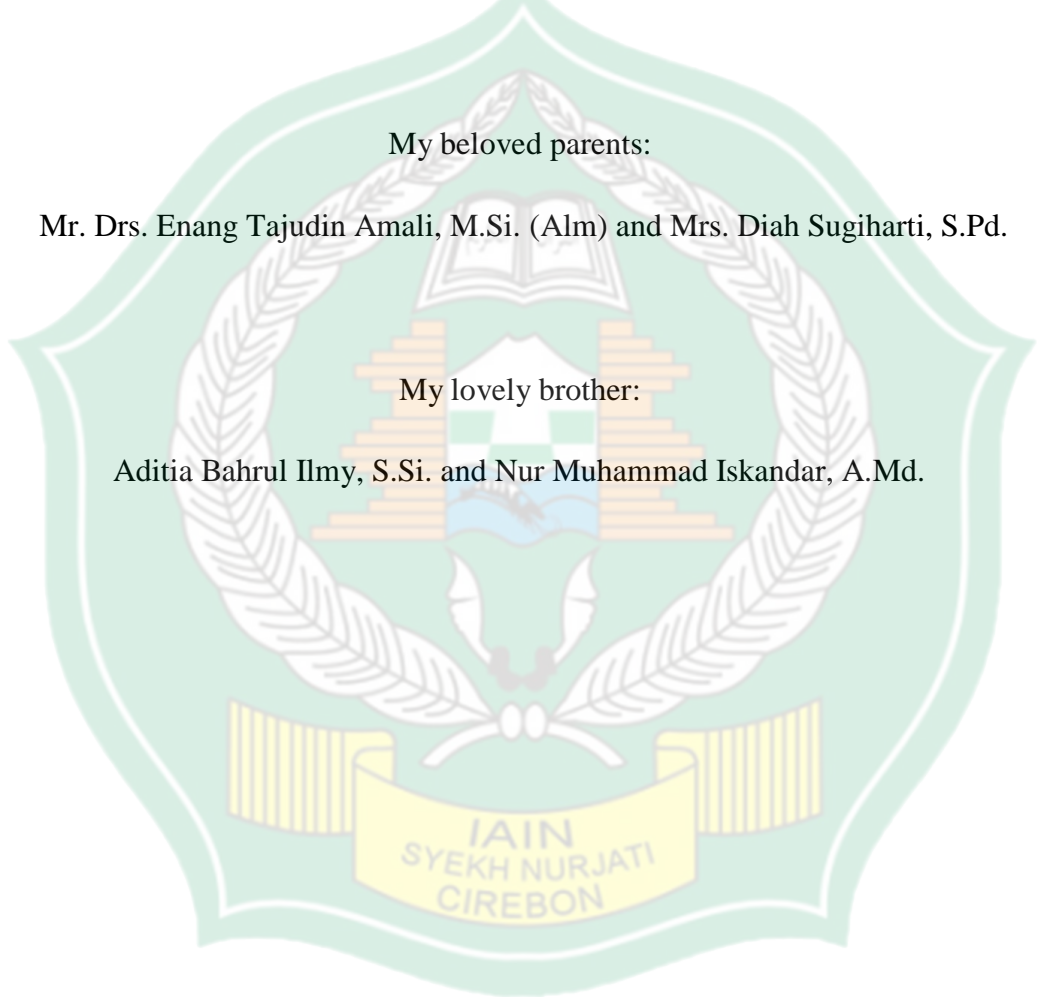 My beloved parents:
Mr. Drs. Enang Tajudin Amali, M.Si. (Alm) and Mrs. Diah Sugiharti, S.Pd.
My lovely brother:
Aditia Bahrul Ilmy, S.Si. and Nur Muhammad Iskandar, A.Md.
IAIN
SYEKH NURJATI
CIREBON